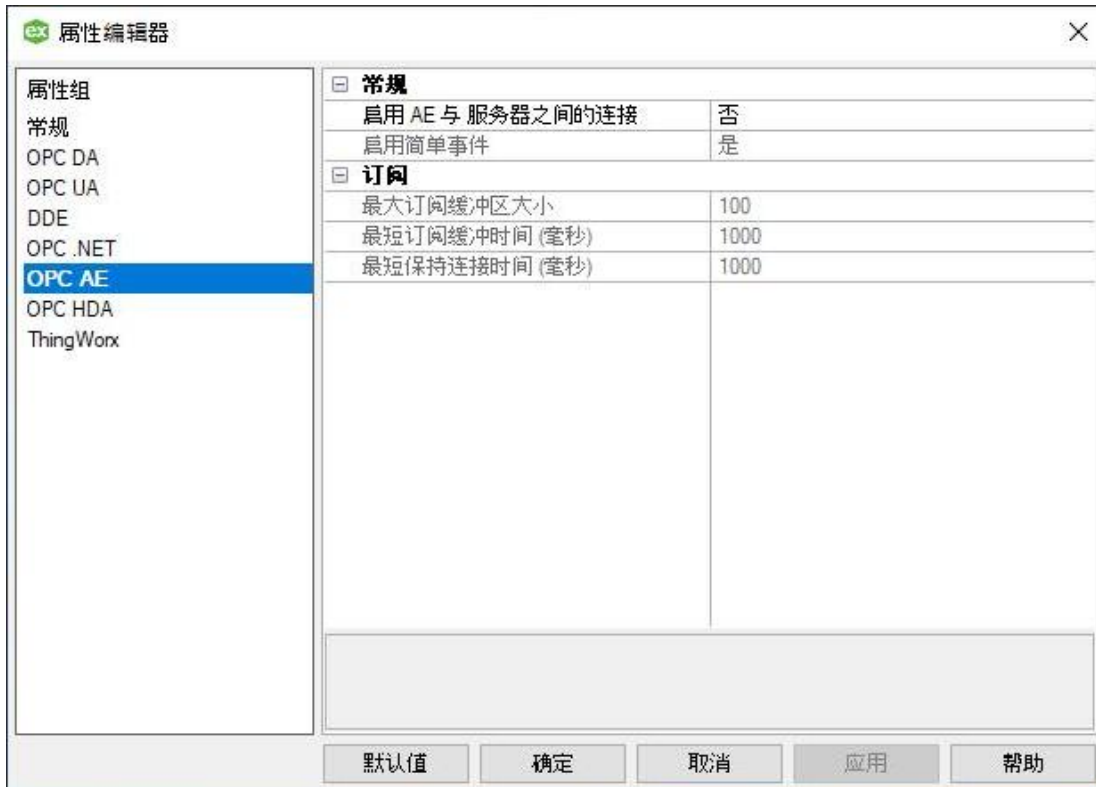 ex 属性编辑器
属性组
常规
OPC DA
OPC UA
DDE
OPC .NET
OPC AE
OPC HDA
ThingWorx
常规
启用 AE 与 服务器之间的连接 否
启用简单事件 是
订阅
最大订阅缓冲区大小 100
最短订阅缓冲时间 (毫秒) 1000
最短保持连接时间 (毫秒) 1000
默认值 确定 取消 应用 帮助